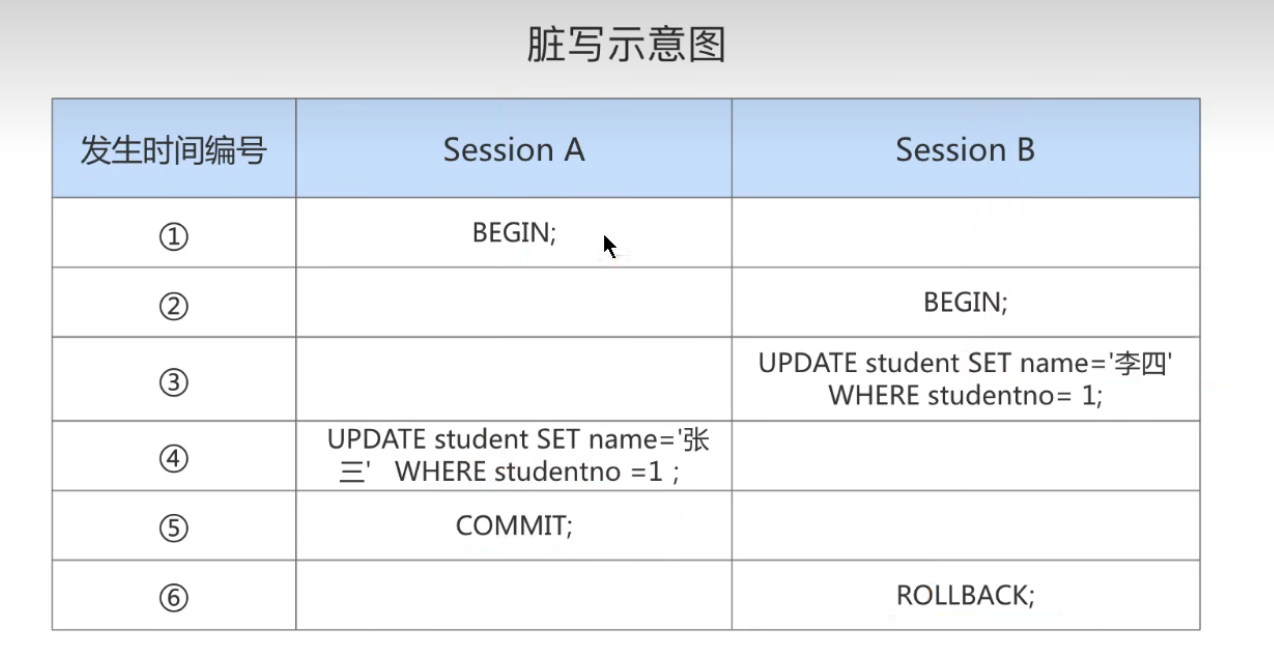 脏写示意图
发生时间编号 Session A Session B
① BEGIN;
② BEGIN;
③ UPDATE student SET name='李四'
WHERE studentno= 1;
④ UPDATE student SET name='张
三' WHERE studentno =1 ;
⑤ COMMIT;
⑥ ROLLBACK;